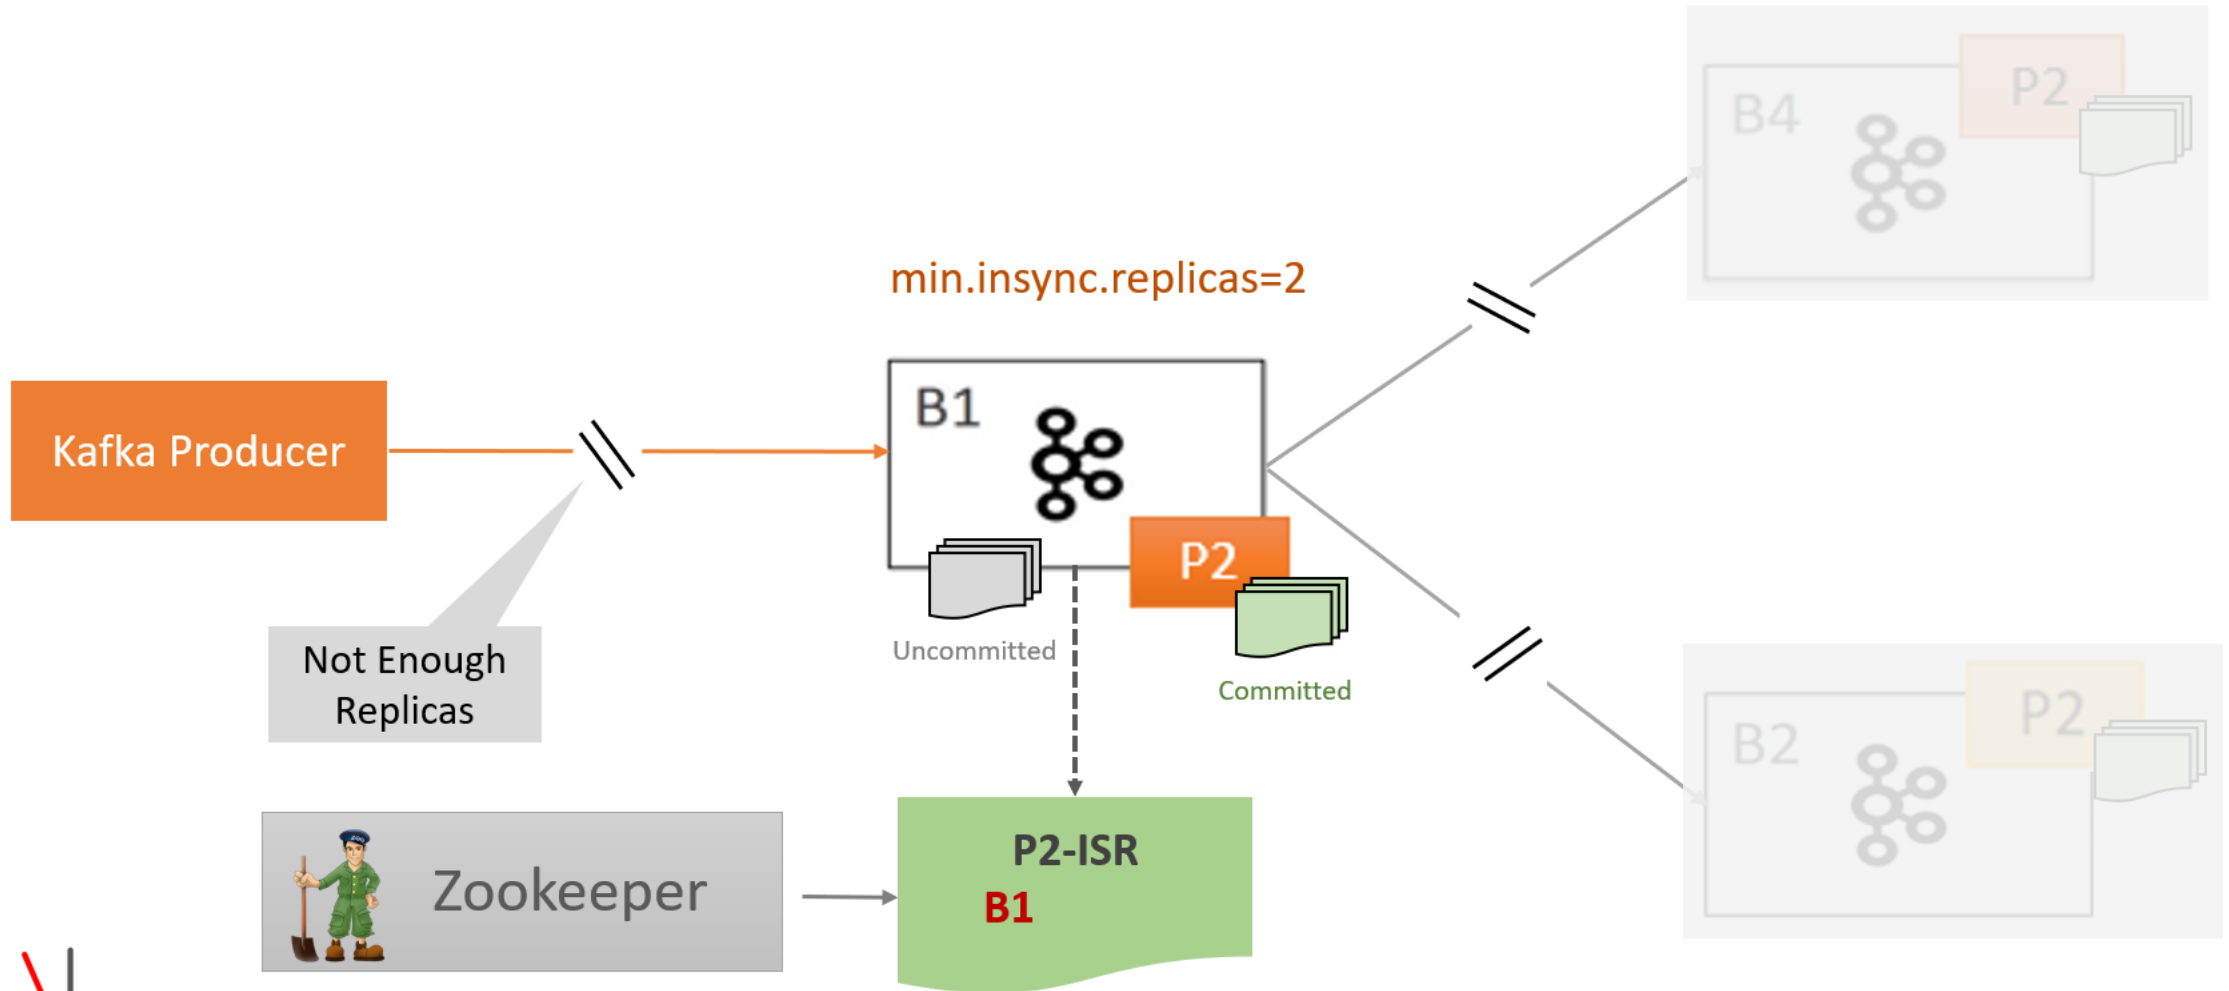 B4
P2
min.insync.replicas=2
B1
Kafka Producer
P2
Not Enough
Replicas
Uncommitted
Committed
B2
P2
Zookeeper
P2-ISR
B1